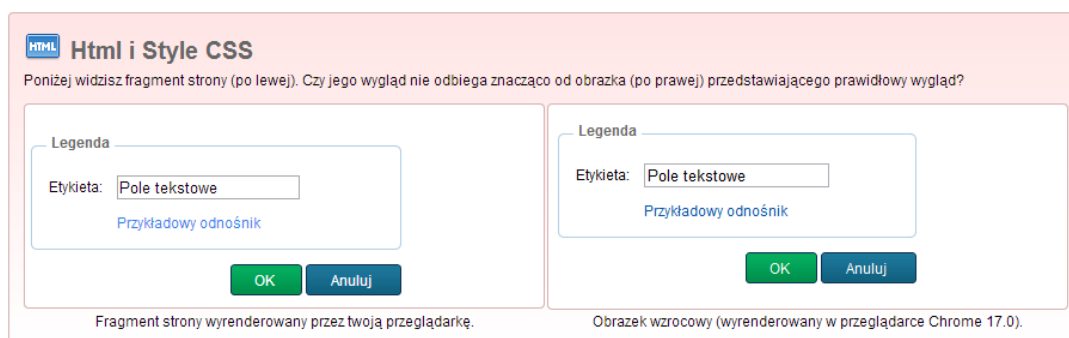 HTML Html i Style CSS
Poniżej widzisz fragment strony (po lewej). Czy jego wygląd nie odbiega znacząco od obrazka (po prawej) przedstawiającego prawidłowy wygląd?
Legenda
Etykieta: Pole tekstowe
Przykładowy odnośnik
OK Anuluj
Fragment strony wyrenderowany przez twoją przeglądarkę.
Legenda
Etykieta: Pole tekstowe
Przykładowy odnośnik
OK Anuluj
Obrazek wzrocowy (wyrenderowany w przeglądarce Chrome 17.0).